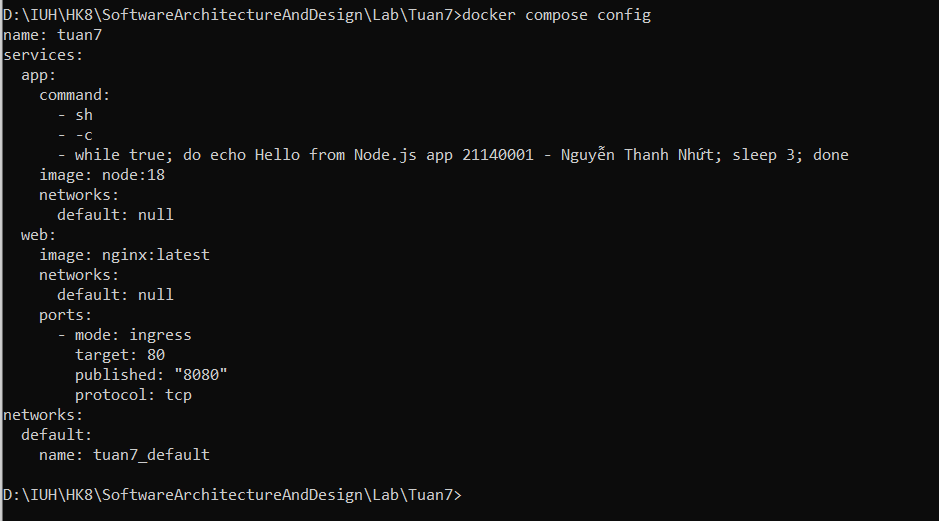 D:\IUH\HK8\SoftwareArchitectureAndDesign\Lab\Tuan7>docker compose config
name: tuan7
services:
  app:
    command:
      - sh
      - -c
      - while true; do echo Hello from Node.js app 21140001 - Nguyễn Thanh Nhứt; sleep 3; done
    image: node:18
    networks:
      default: null
  web:
    image: nginx:latest
    networks:
      default: null
    ports:
      - mode: ingress
        target: 80
        published: "8080"
        protocol: tcp
networks:
  default:
    name: tuan7_default
D:\IUH\HK8\SoftwareArchitectureAndDesign\Lab\Tuan7>